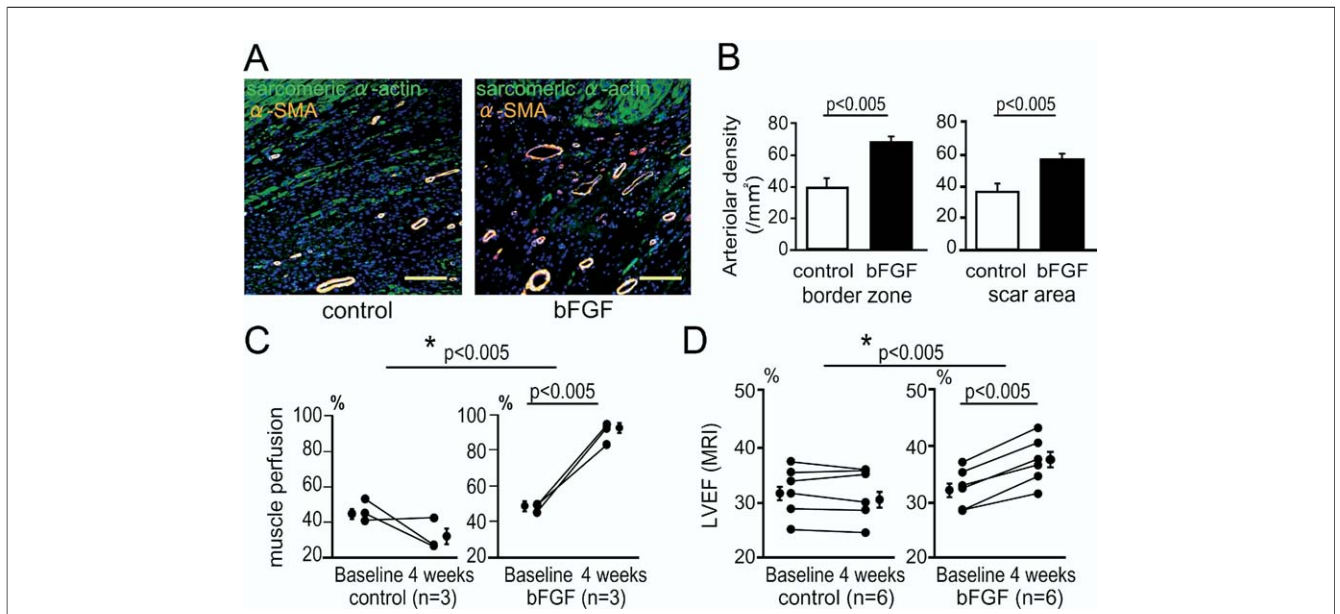 A
sarcomeric α-actin
α-SMA
control
sarcomeric α-actin
α-SMA
bFGF
B
Arteriolar density
(/mm²)
p<0.005
80
60
40
20
0
control bFGF
border zone
p<0.005
80
60
40
20
0
control bFGF
scar area
C
* p<0.005
muscle perfusion
%
100
80
60
40
20
Baseline 4 weeks
control (n=3)
%
p<0.005
100
80
60
40
20
Baseline 4 weeks
bFGF (n=3)
D
* p<0.005
LVEF (MRI)
%
50
40
30
20
Baseline 4 weeks
control (n=6)
%
p<0.005
50
40
30
20
Baseline 4 weeks
bFGF (n=6)